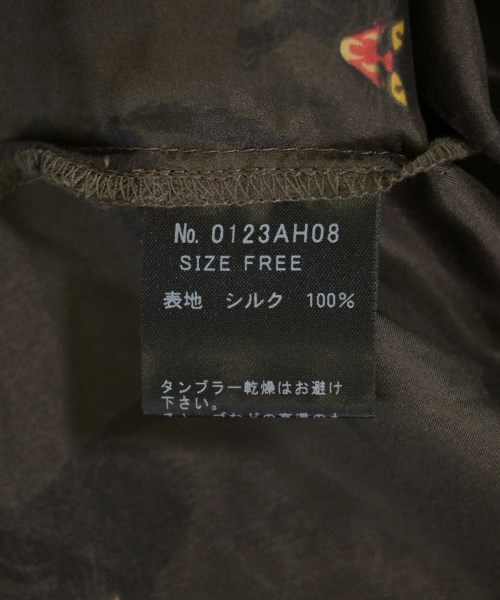 No. 0123AH08
SIZE FREE
表地 シルク 100%
タンブラー乾燥はお避け
下さい。